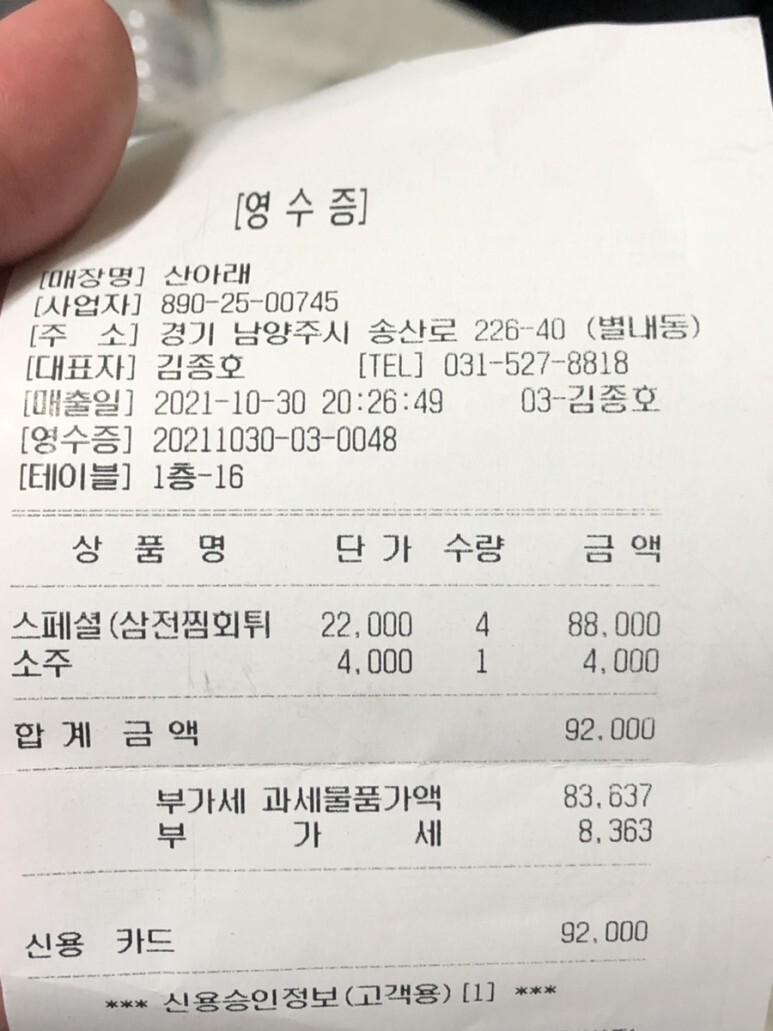 [영 수 증]
[매장명] 산아래
[사업자] 890-25-00745
[주 소] 경기 남양주시 송산로 226-40 (별내동)
[대표자] 김종호 [TEL] 031-527-8818
[매출일] 2021-10-30 20:26:49 03-김종호
[영수증] 20211030-03-0048
[테이블] 1층-16
상 품 명 단 가 수량 금 액
스페셜(삼전찜회튀 22,000 4 88,000
소주 4,000 1 4,000
합 계 금 액 92,000
부가세 과세물품가액 83,637
부 가 세 8,363
신용 카드 92,000
*** 신용승인정보(고객용)[1] ***